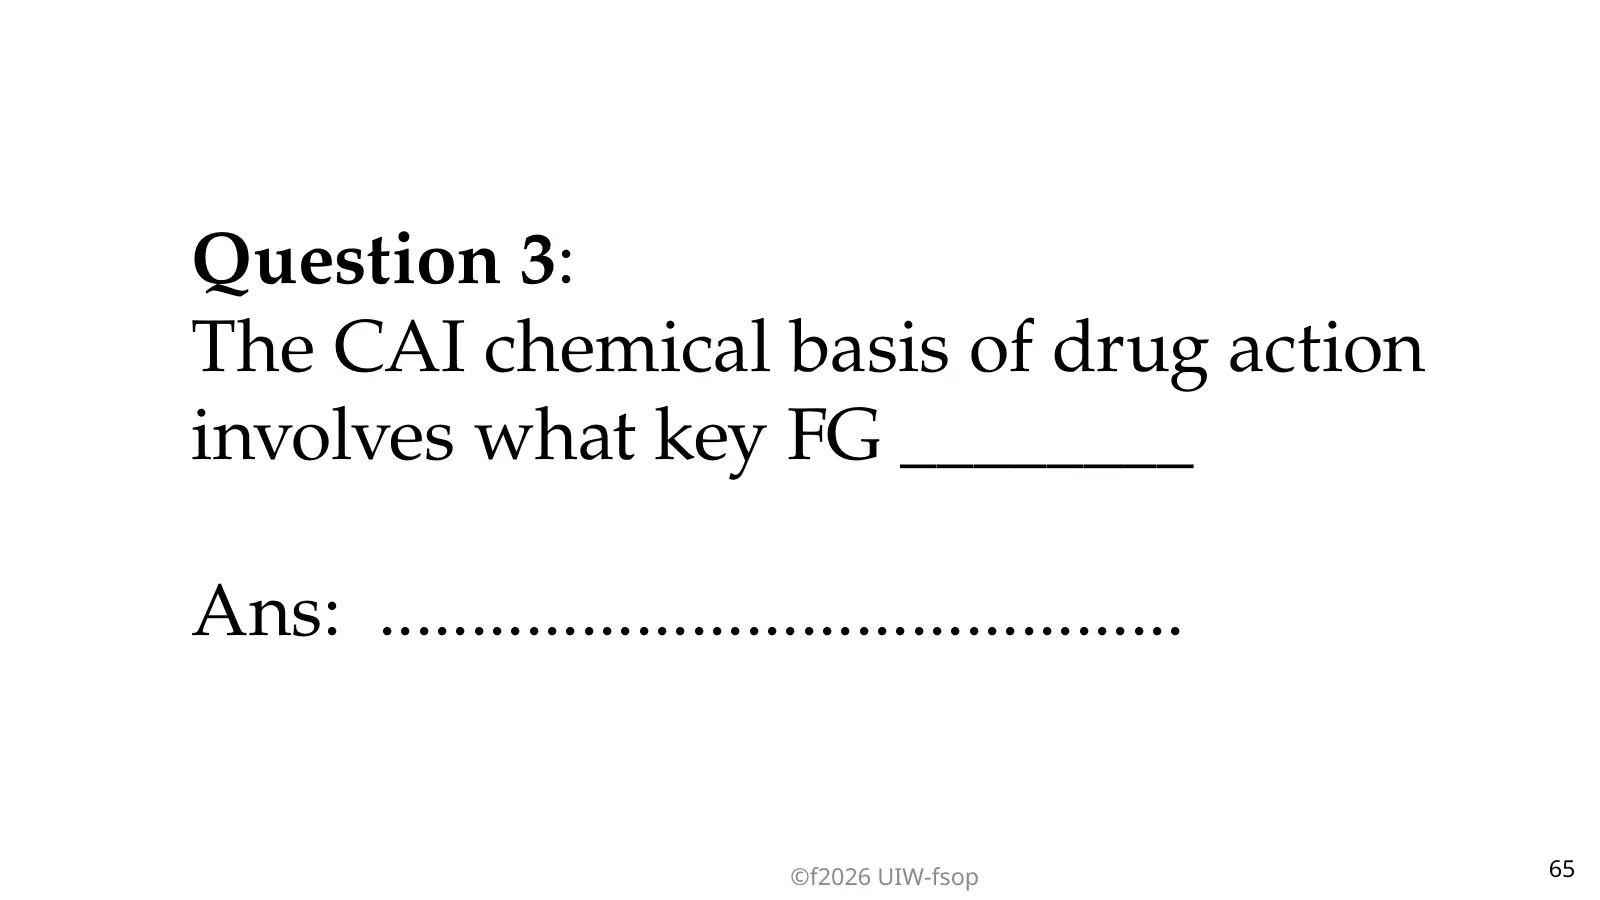 Question 3:
The CAI chemical basis of drug action
involves what key FG ________
Ans: ............................................
©f2026 UIW-fsop
65